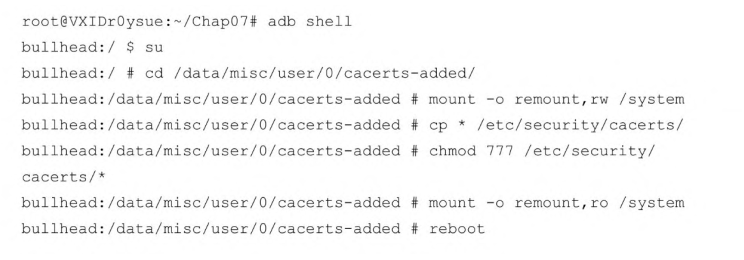 root@VXIDr0ysue:~/Chap07# adb shell
bullhead:/ $ su
bullhead:/ # cd /data/misc/user/0/cacerts-added/
bullhead:/data/misc/user/0/cacerts-added # mount -o remount,rw /system
bullhead:/data/misc/user/0/cacerts-added # cp * /etc/security/cacerts/
bullhead:/data/misc/user/0/cacerts-added # chmod 777 /etc/security/
cacerts/*
bullhead:/data/misc/user/0/cacerts-added # mount -o remount,ro /system
bullhead:/data/misc/user/0/cacerts-added # reboot